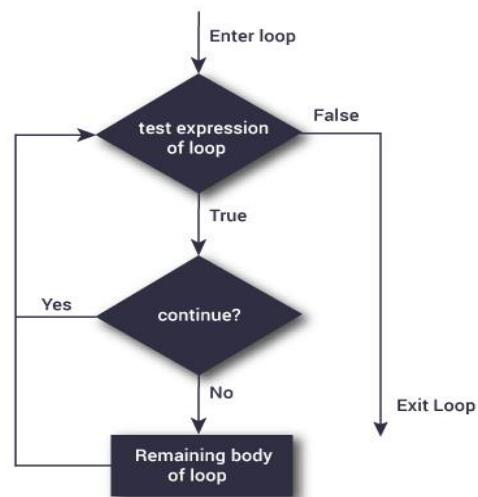 Enter loop
test expression
of loop
False
True
Yes
continue?
No
Exit Loop
Remaining body
of loop